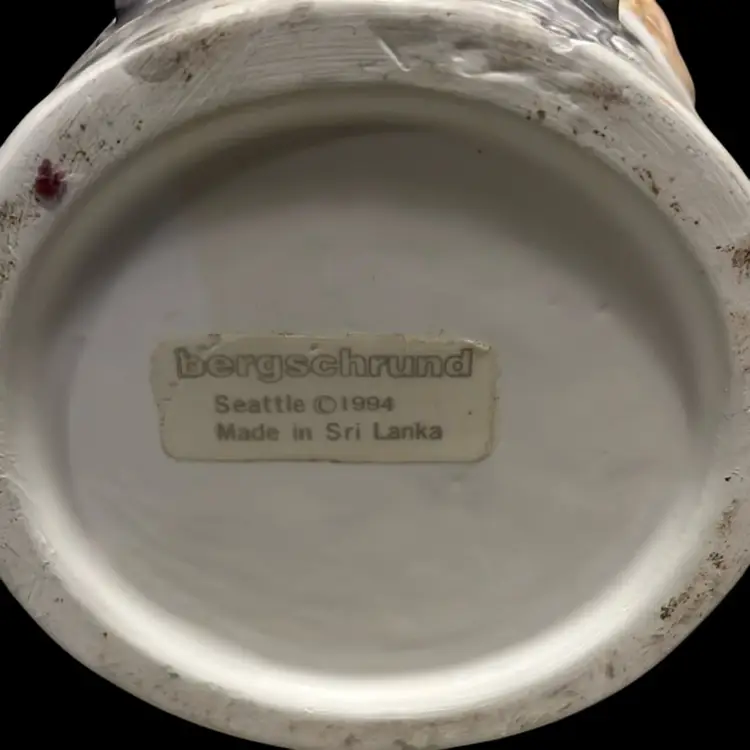 bergschrund
Seattle ©1994
Made in Sri Lanka